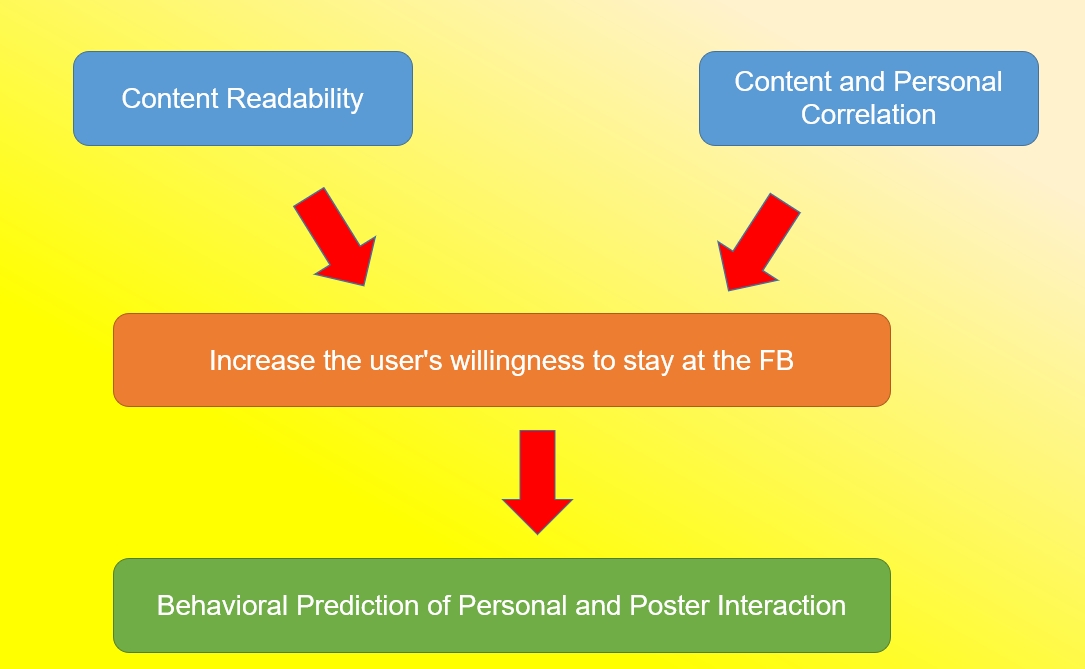 Content Readability
Content and Personal
Correlation
Increase the user's willingness to stay at the FB
Behavioral Prediction of Personal and Poster Interaction